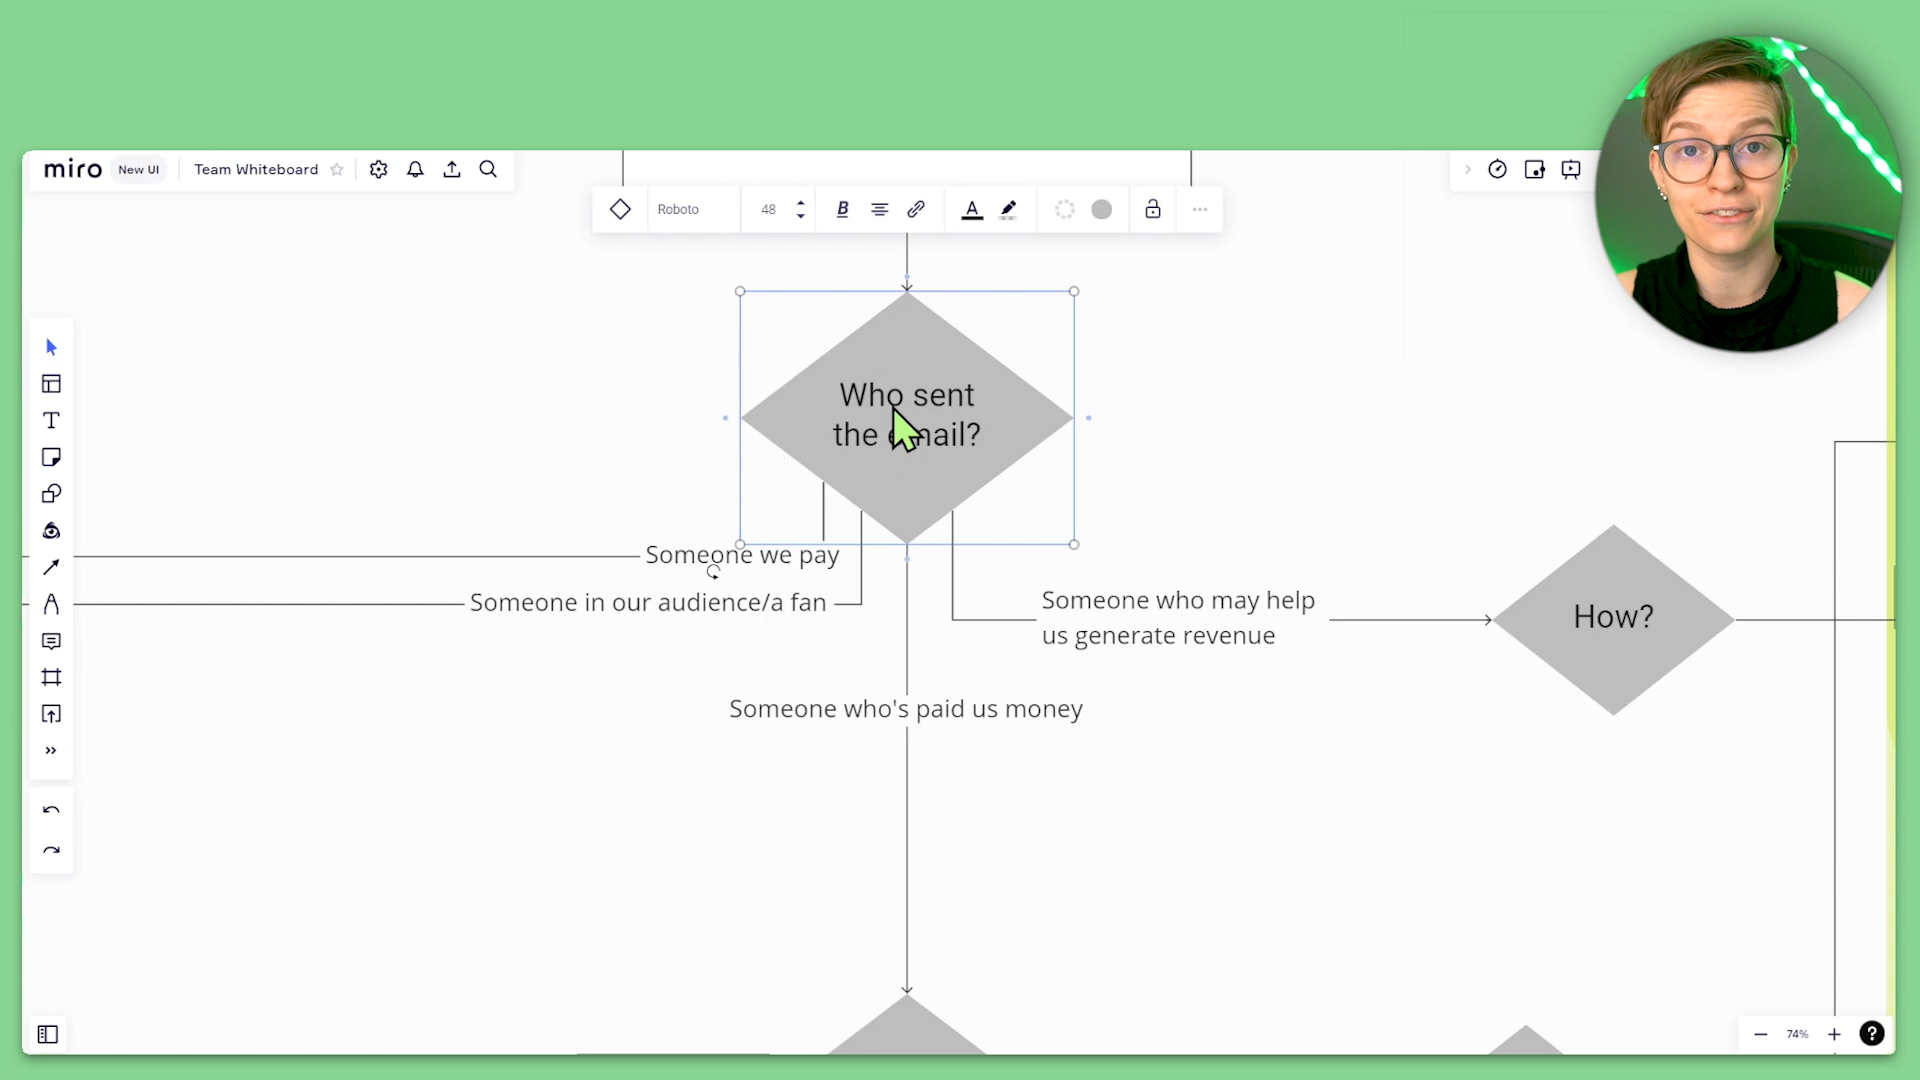 miro
New UI
Team Whiteboard
Roboto
48
B
A
Who sent
the email?
Someone we pay
Someone in our audience/a fan
Someone who may help
us generate revenue
How?
Someone who's paid us money
74%